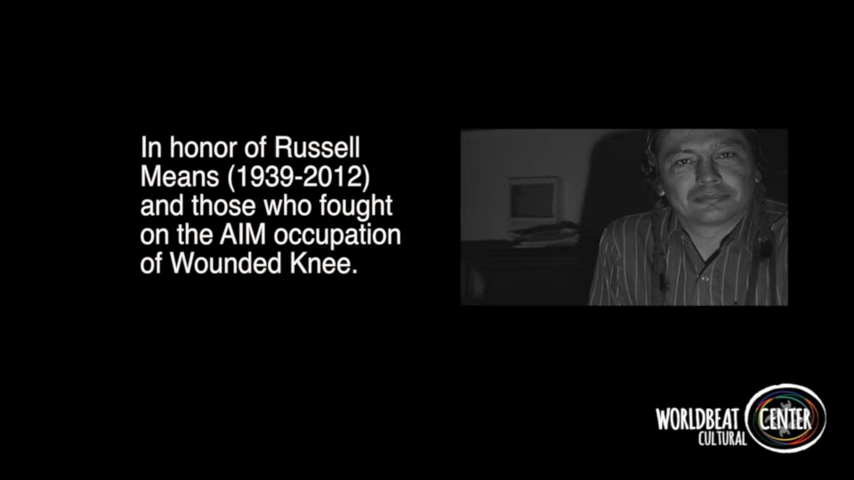 In honor of Russell
Means (1939-2012)
and those who fought
on the AIM occupation
of Wounded Knee.
WORLDBEAT CENTER
CULTURAL